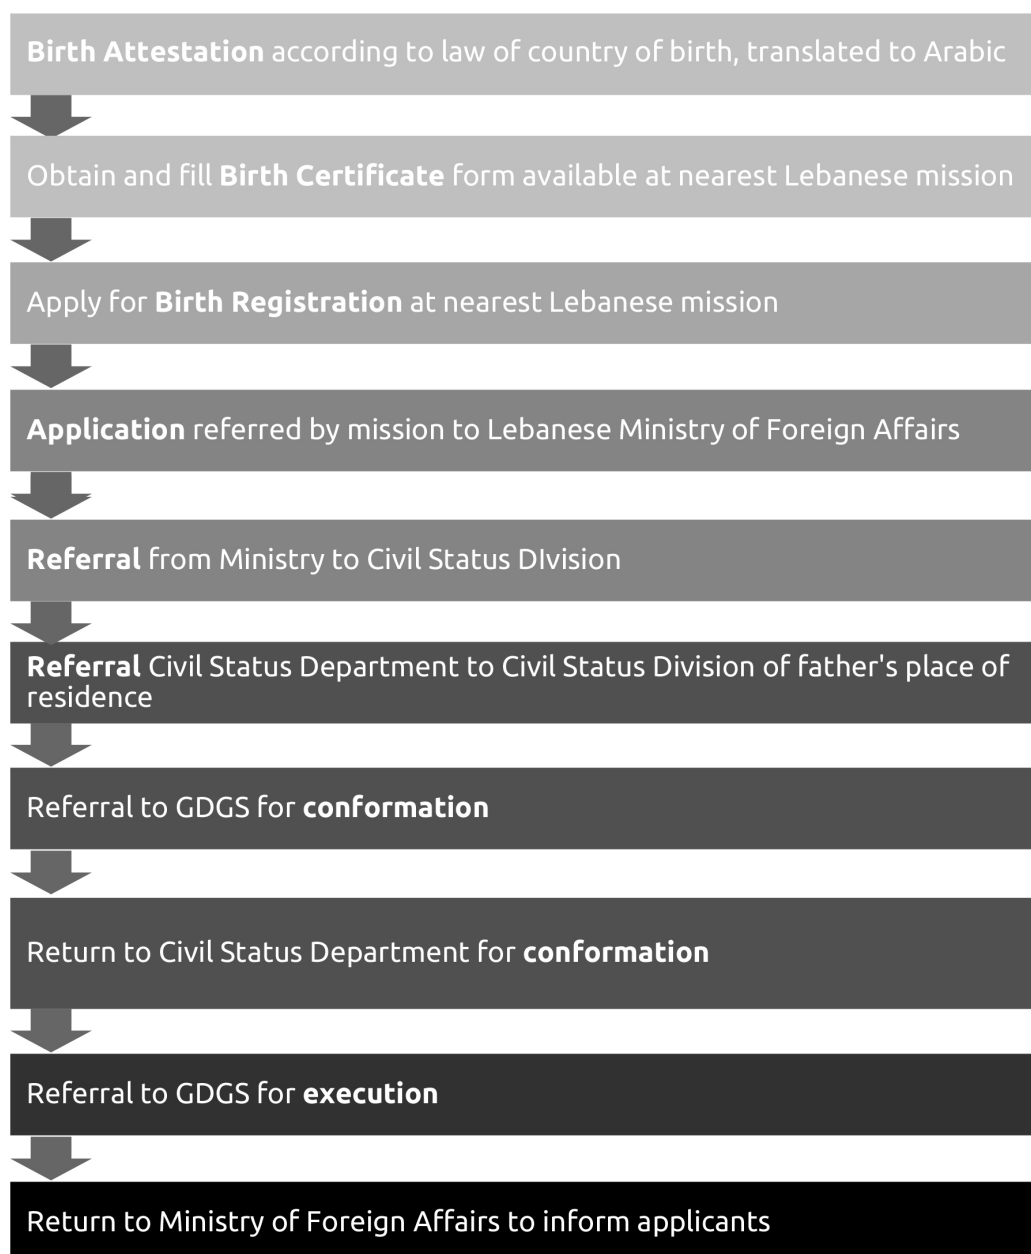 Birth Attestation according to law of country of birth, translated to Arabic
Obtain and fill Birth Certificate form available at nearest Lebanese mission
Apply for Birth Registration at nearest Lebanese mission
Application referred by mission to Lebanese Ministry of Foreign Affairs
Referral from Ministry to Civil Status DIvision
Referral Civil Status Department to Civil Status Division of father's place of
residence
Referral to GDGS for conformation
Return to Civil Status Department for conformation
Referral to GDGS for execution
Return to Ministry of Foreign Affairs to inform applicants